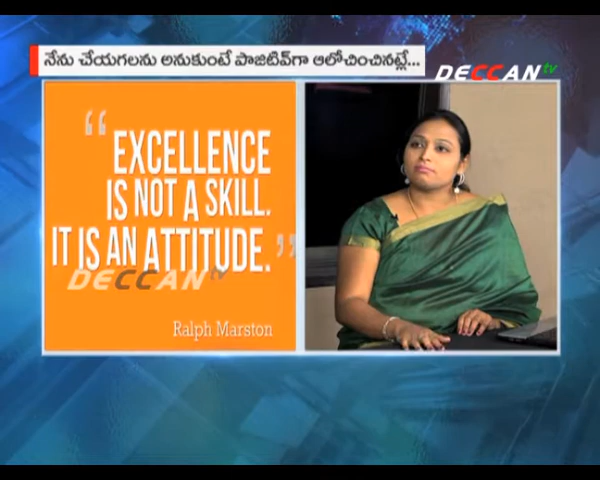 నేను చేయగలను అనుకుంటే పాజిటివ్‌గా ఆలోచించినట్లే...
DECCAN tv
“
EXCELLENCE
IS NOT A SKILL.
IT IS AN ATTITUDE. ”
DECCAN tv
Ralph Marston